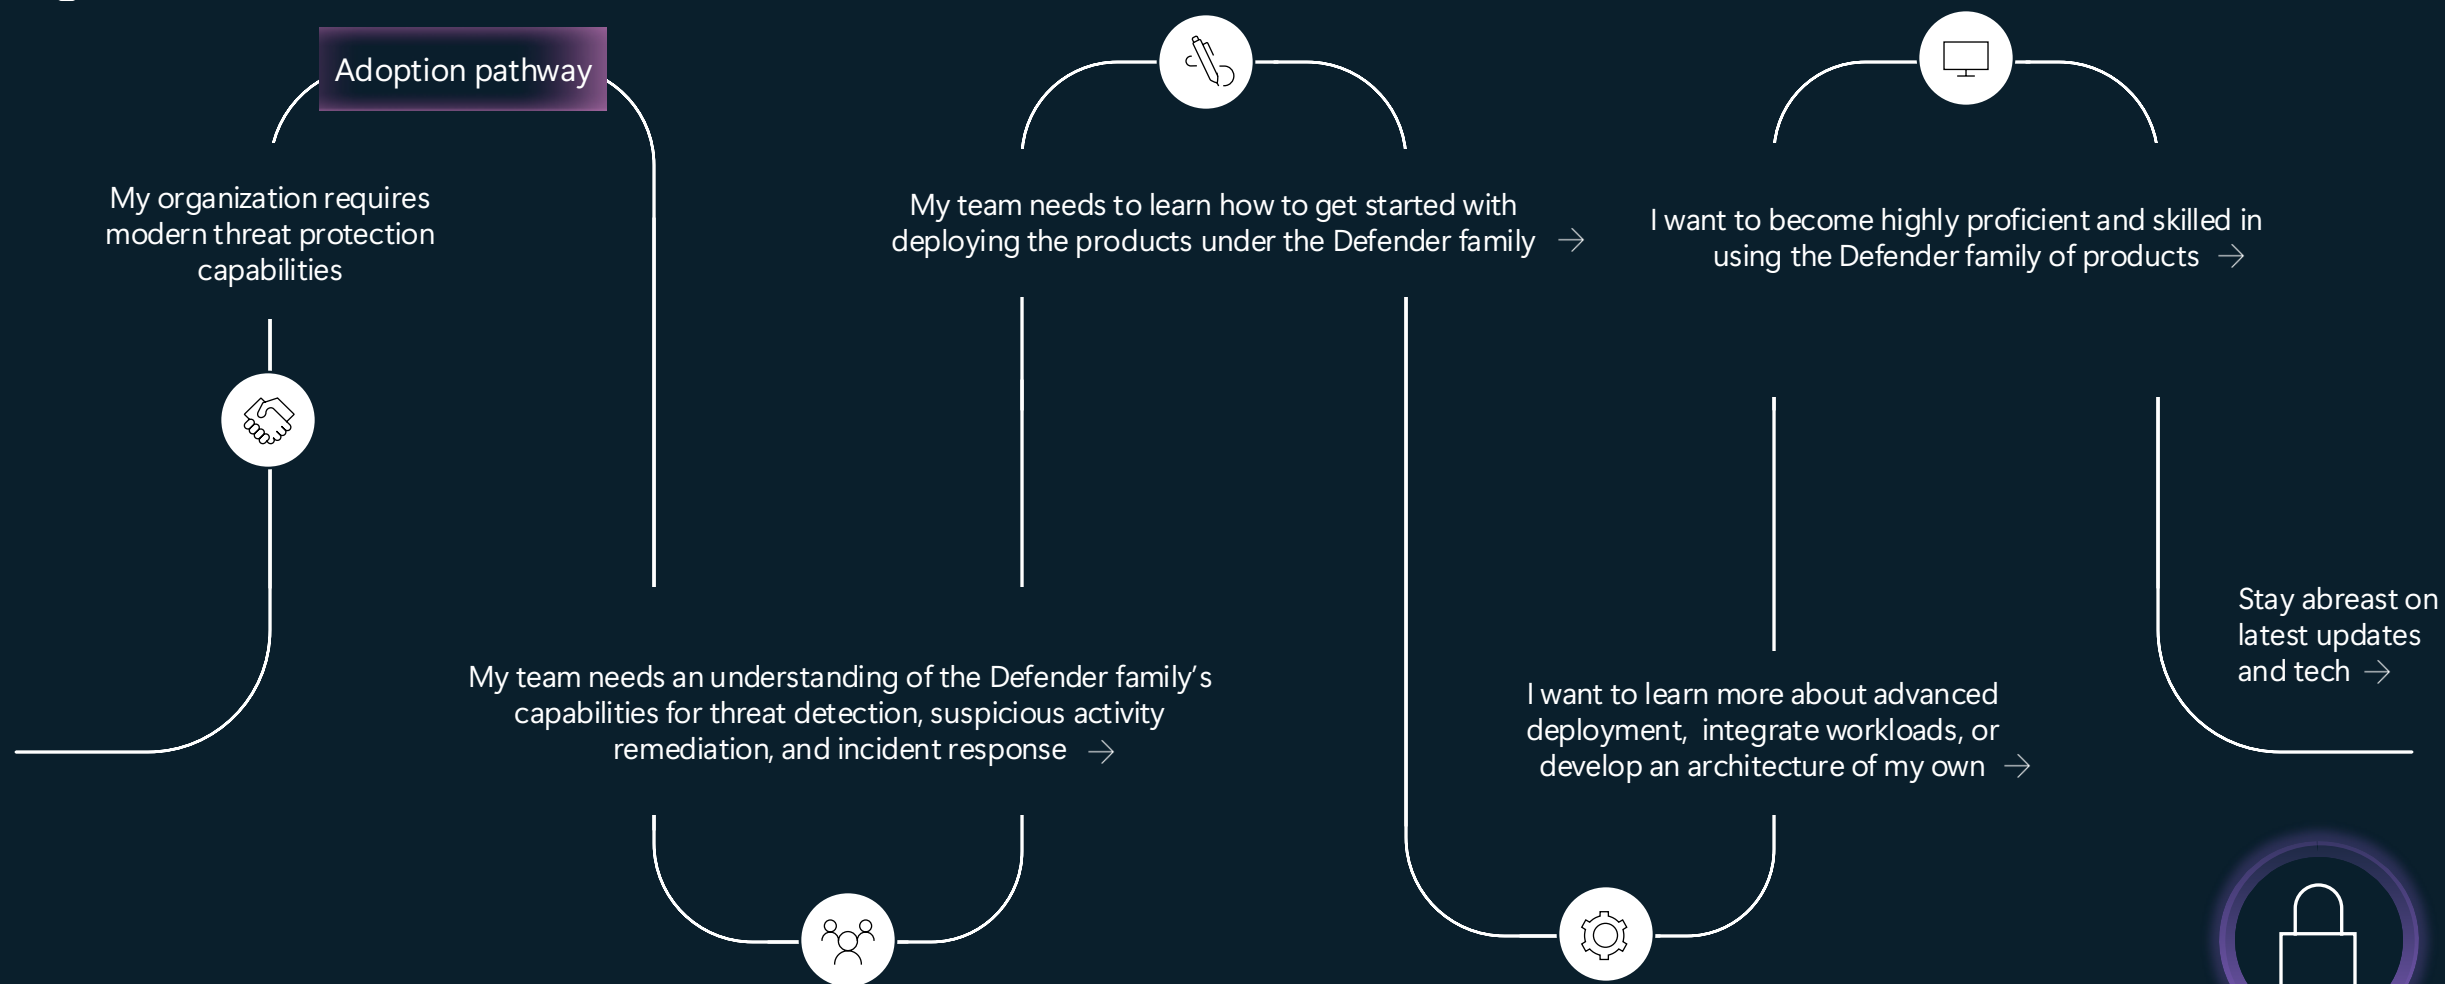 Adoption pathway
My organization requires
modern threat protection
capabilities
My team needs an understanding of the Defender family’s
capabilities for threat detection, suspicious activity
remediation, and incident response →
My team needs to learn how to get started with
deploying the products under the Defender family →
I want to learn more about advanced
deployment, integrate workloads, or
develop an architecture of my own →
I want to become highly proficient and skilled in
using the Defender family of products →
Stay abreast on
latest updates
and tech →